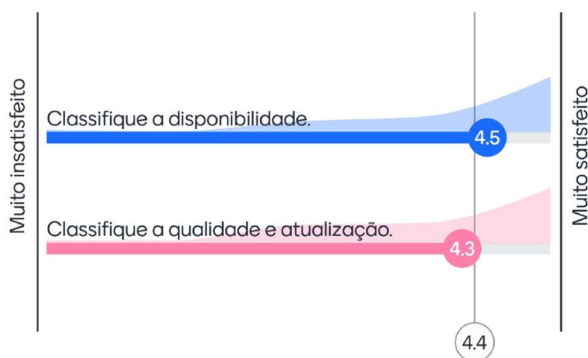 Muito insatisfeito
Classifique a disponibilidade.
4.5
Classifique a qualidade e atualização.
4.3
4.4
Muito satisfeito